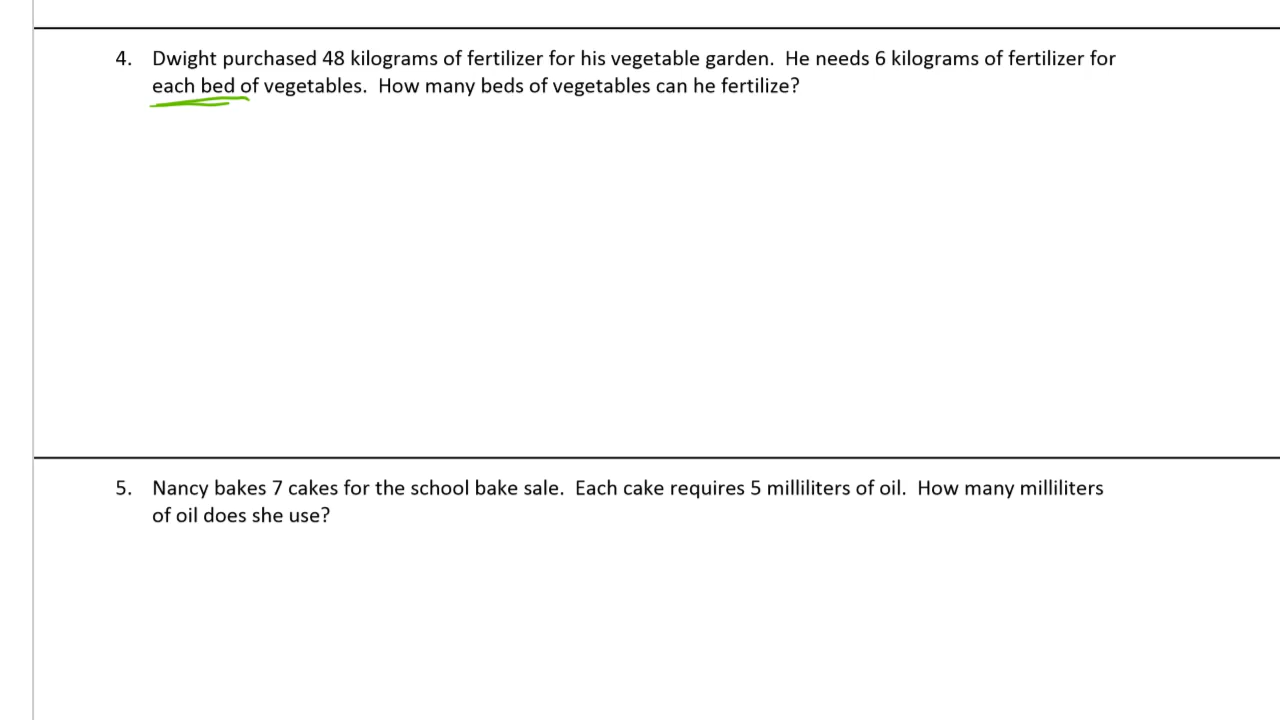 4. Dwight purchased 48 kilograms of fertilizer for his vegetable garden. He needs 6 kilograms of fertilizer for
each bed of vegetables. How many beds of vegetables can he fertilize?
5. Nancy bakes 7 cakes for the school bake sale. Each cake requires 5 milliliters of oil. How many milliliters
of oil does she use?